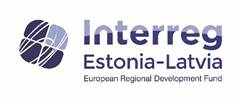 Interreg
Estonia-Latvia
European Regional Development Fund